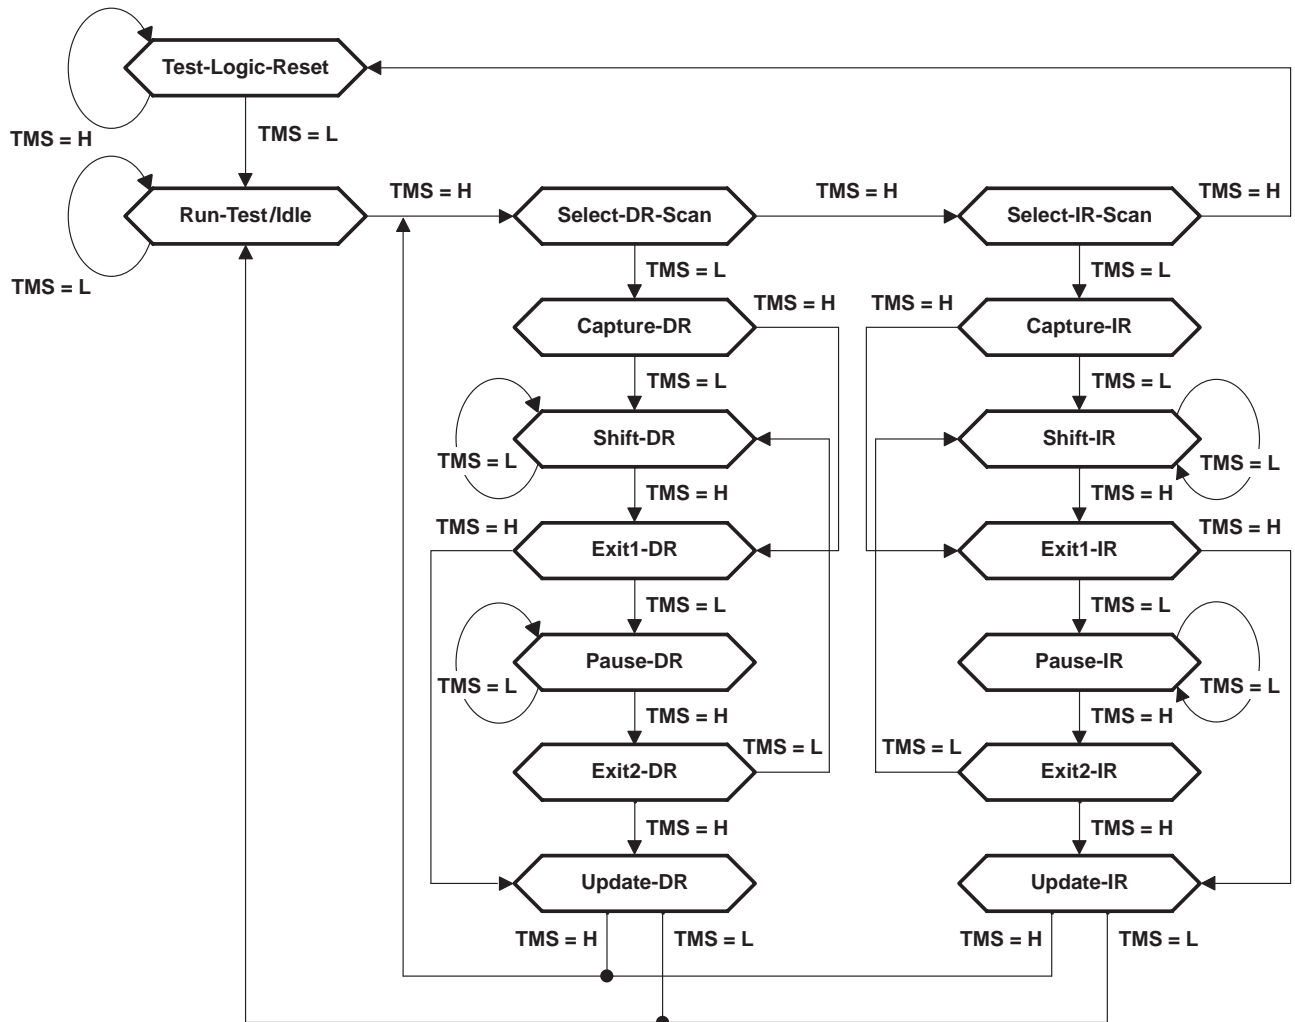 Test-Logic-Reset
TMS = H
TMS = L
Run-Test/Idle
TMS = L
TMS = H
Select-DR-Scan
TMS = H
Select-IR-Scan
TMS = H
TMS = L
TMS = L
Capture-DR
TMS = H
TMS = H
Capture-IR
TMS = L
TMS = L
Shift-DR
TMS = L
Shift-IR
TMS = L
TMS = H
TMS = H
TMS = H
Exit1-DR
Exit1-IR
TMS = H
TMS = L
TMS = L
Pause-DR
TMS = L
Pause-IR
TMS = L
TMS = H
TMS = H
Exit2-DR
TMS = L
TMS = L
Exit2-IR
TMS = H
TMS = H
Update-DR
Update-IR
TMS = H
TMS = L
TMS = H
TMS = L